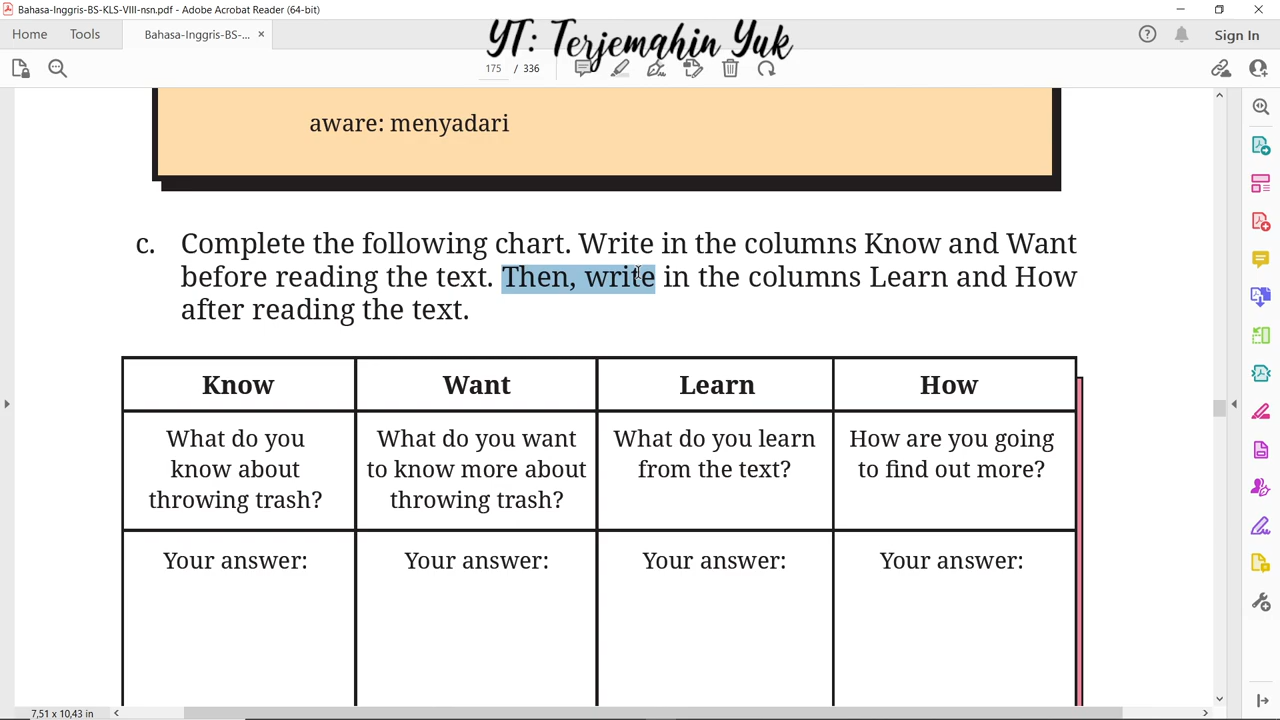 Bahasa-Inggris-BS-KLS-VIII-nsn.pdf - Adobe Acrobat Reader (64-bit)
YT: Terjemahin Yuk
Home Tools Bahasa-Inggris-BS-... × Sign In
175 / 336
aware: menyadari
c. Complete the following chart. Write in the columns Know and Want
before reading the text. Then, write in the columns Learn and How
after reading the text.
Know Want Learn How
What do you What do you want What do you learn How are you going
know about to know more about from the text? to find out more?
throwing trash? throwing trash?
Your answer: Your answer: Your answer: Your answer:
7,51 x 10,43 in